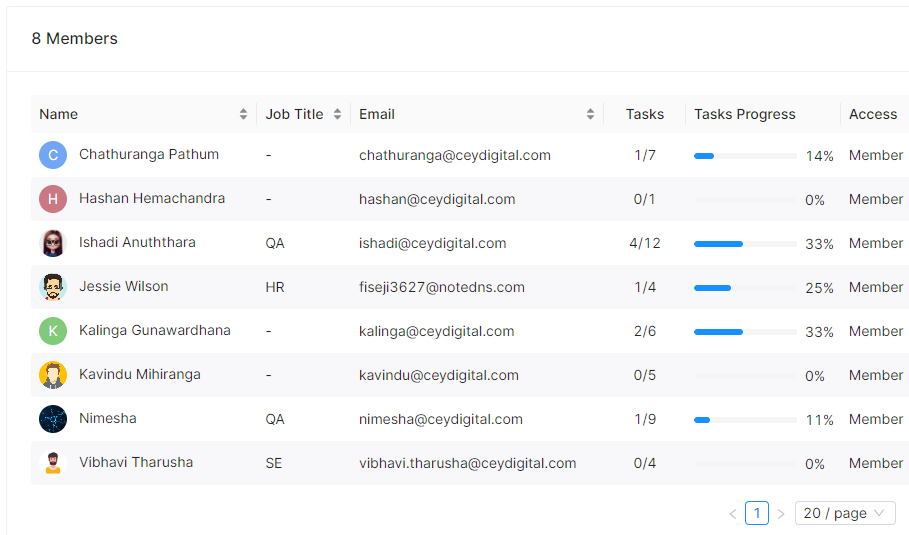 8 Members
Name Job Title Email Tasks Tasks Progress Access
C Chathuranga Pathum - chathuranga@ceydigital.com 1/7 14% Member
H Hashan Hemachandra - hashan@ceydigital.com 0/1 0% Member
Ishadi Anuththara QA ishadi@ceydigital.com 4/12 33% Member
Jessie Wilson HR fiseji3627@notedns.com 1/4 25% Member
K Kalinga Gunawardhana - kalinga@ceydigital.com 2/6 33% Member
Kavindu Mihiranga - kavindu@ceydigital.com 0/5 0% Member
Nimesha QA nimesha@ceydigital.com 1/9 11% Member
Vibhavi Tharusha SE vibhavi.tharusha@ceydigital.com 0/4 0% Member
< 1 > 20 / page